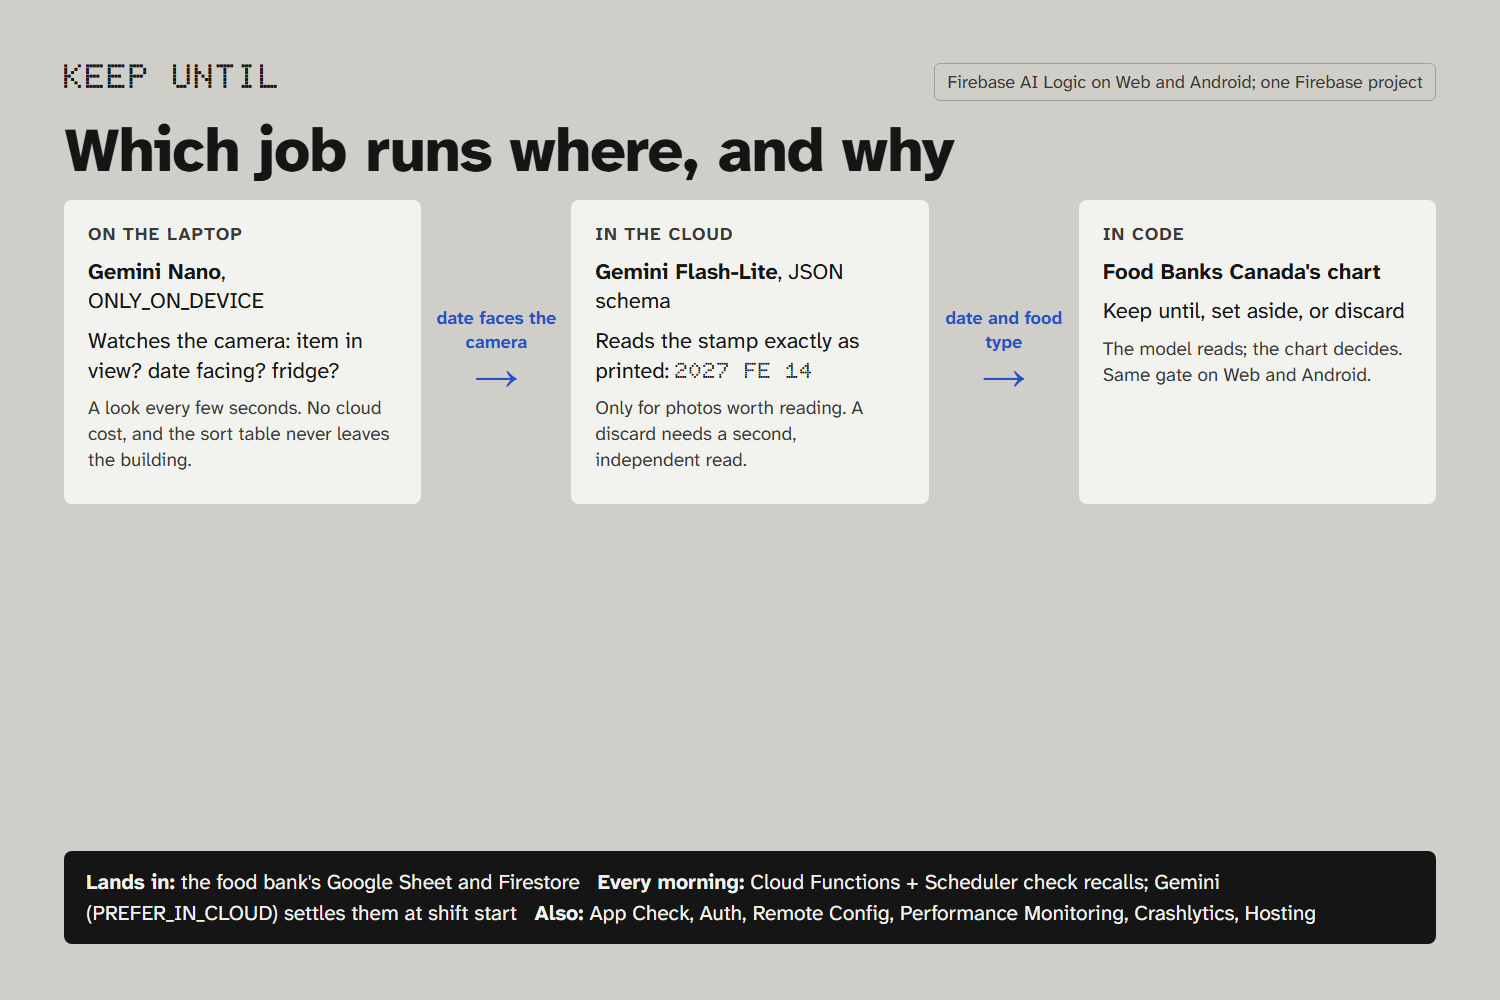 KEEP UNTIL
Firebase AI Logic on Web and Android; one Firebase project
Which job runs where, and why
ON THE LAPTOP
Gemini Nano,
ONLY_ON_DEVICE
Watches the camera: item in
view? date facing? fridge?
A look every few seconds. No cloud
cost, and the sort table never leaves
the building.
date faces the
camera
→
IN THE CLOUD
Gemini Flash-Lite, JSON
schema
Reads the stamp exactly as
printed: 2027 FE 14
Only for photos worth reading. A
discard needs a second,
independent read.
date and food
type
→
IN CODE
Food Banks Canada's chart
Keep until, set aside, or discard
The model reads; the chart decides.
Same gate on Web and Android.
Lands in: the food bank's Google Sheet and Firestore Every morning: Cloud Functions + Scheduler check recalls; Gemini
(PREFER_IN_CLOUD) settles them at shift start Also: App Check, Auth, Remote Config, Performance Monitoring, Crashlytics, Hosting